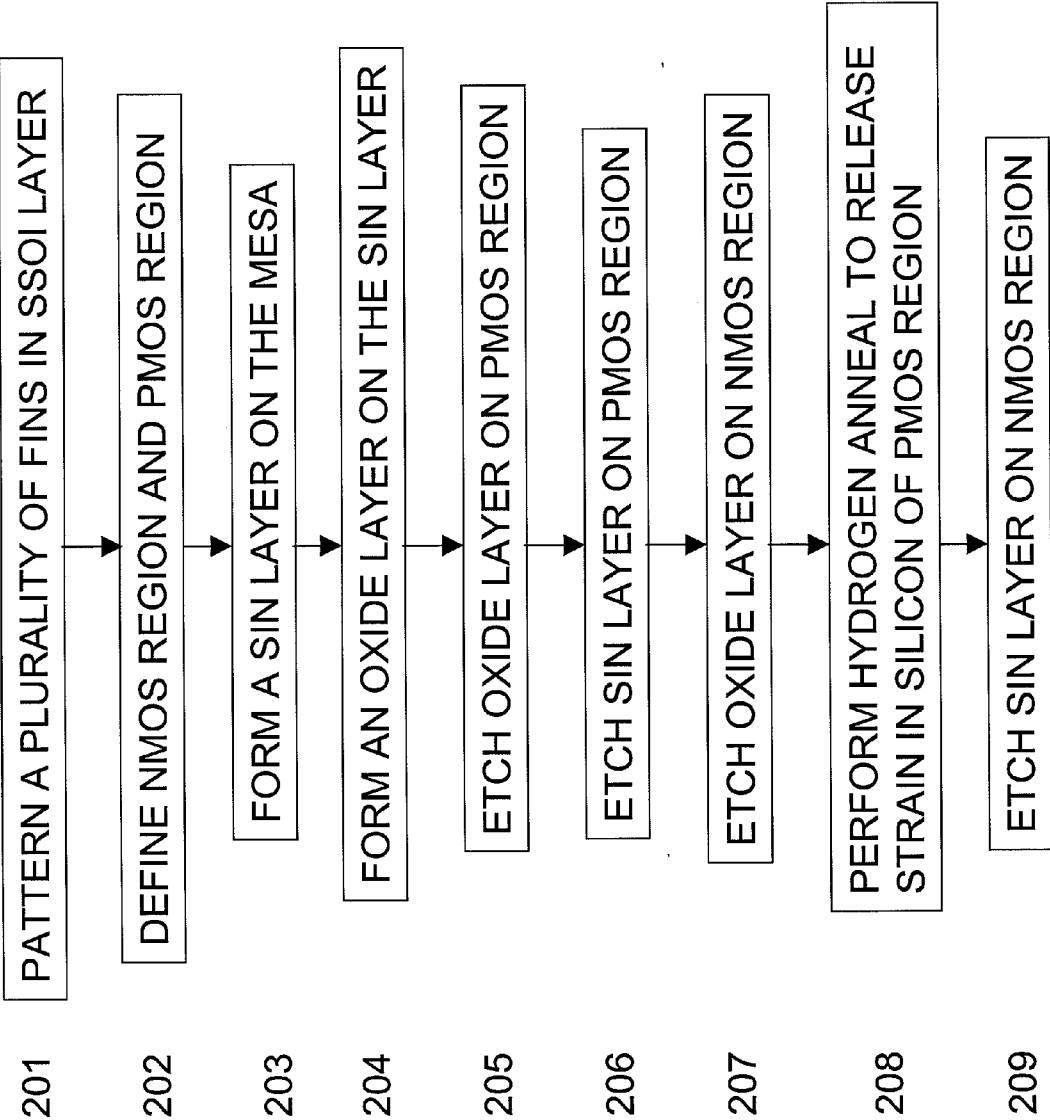 201 PATTERN A PLURALITY OF FINS IN SSOI LAYER
202 DEFINE NMOS REGION AND PMOS REGION
203 FORM A SIN LAYER ON THE MESA
204 FORM AN OXIDE LAYER ON THE SIN LAYER
205 ETCH OXIDE LAYER ON PMOS REGION
206 ETCH SIN LAYER ON PMOS REGION
207 ETCH OXIDE LAYER ON NMOS REGION
208 PERFORM HYDROGEN ANNEAL TO RELEASE
STRAIN IN SILICON OF PMOS REGION
209 ETCH SIN LAYER ON NMOS REGION